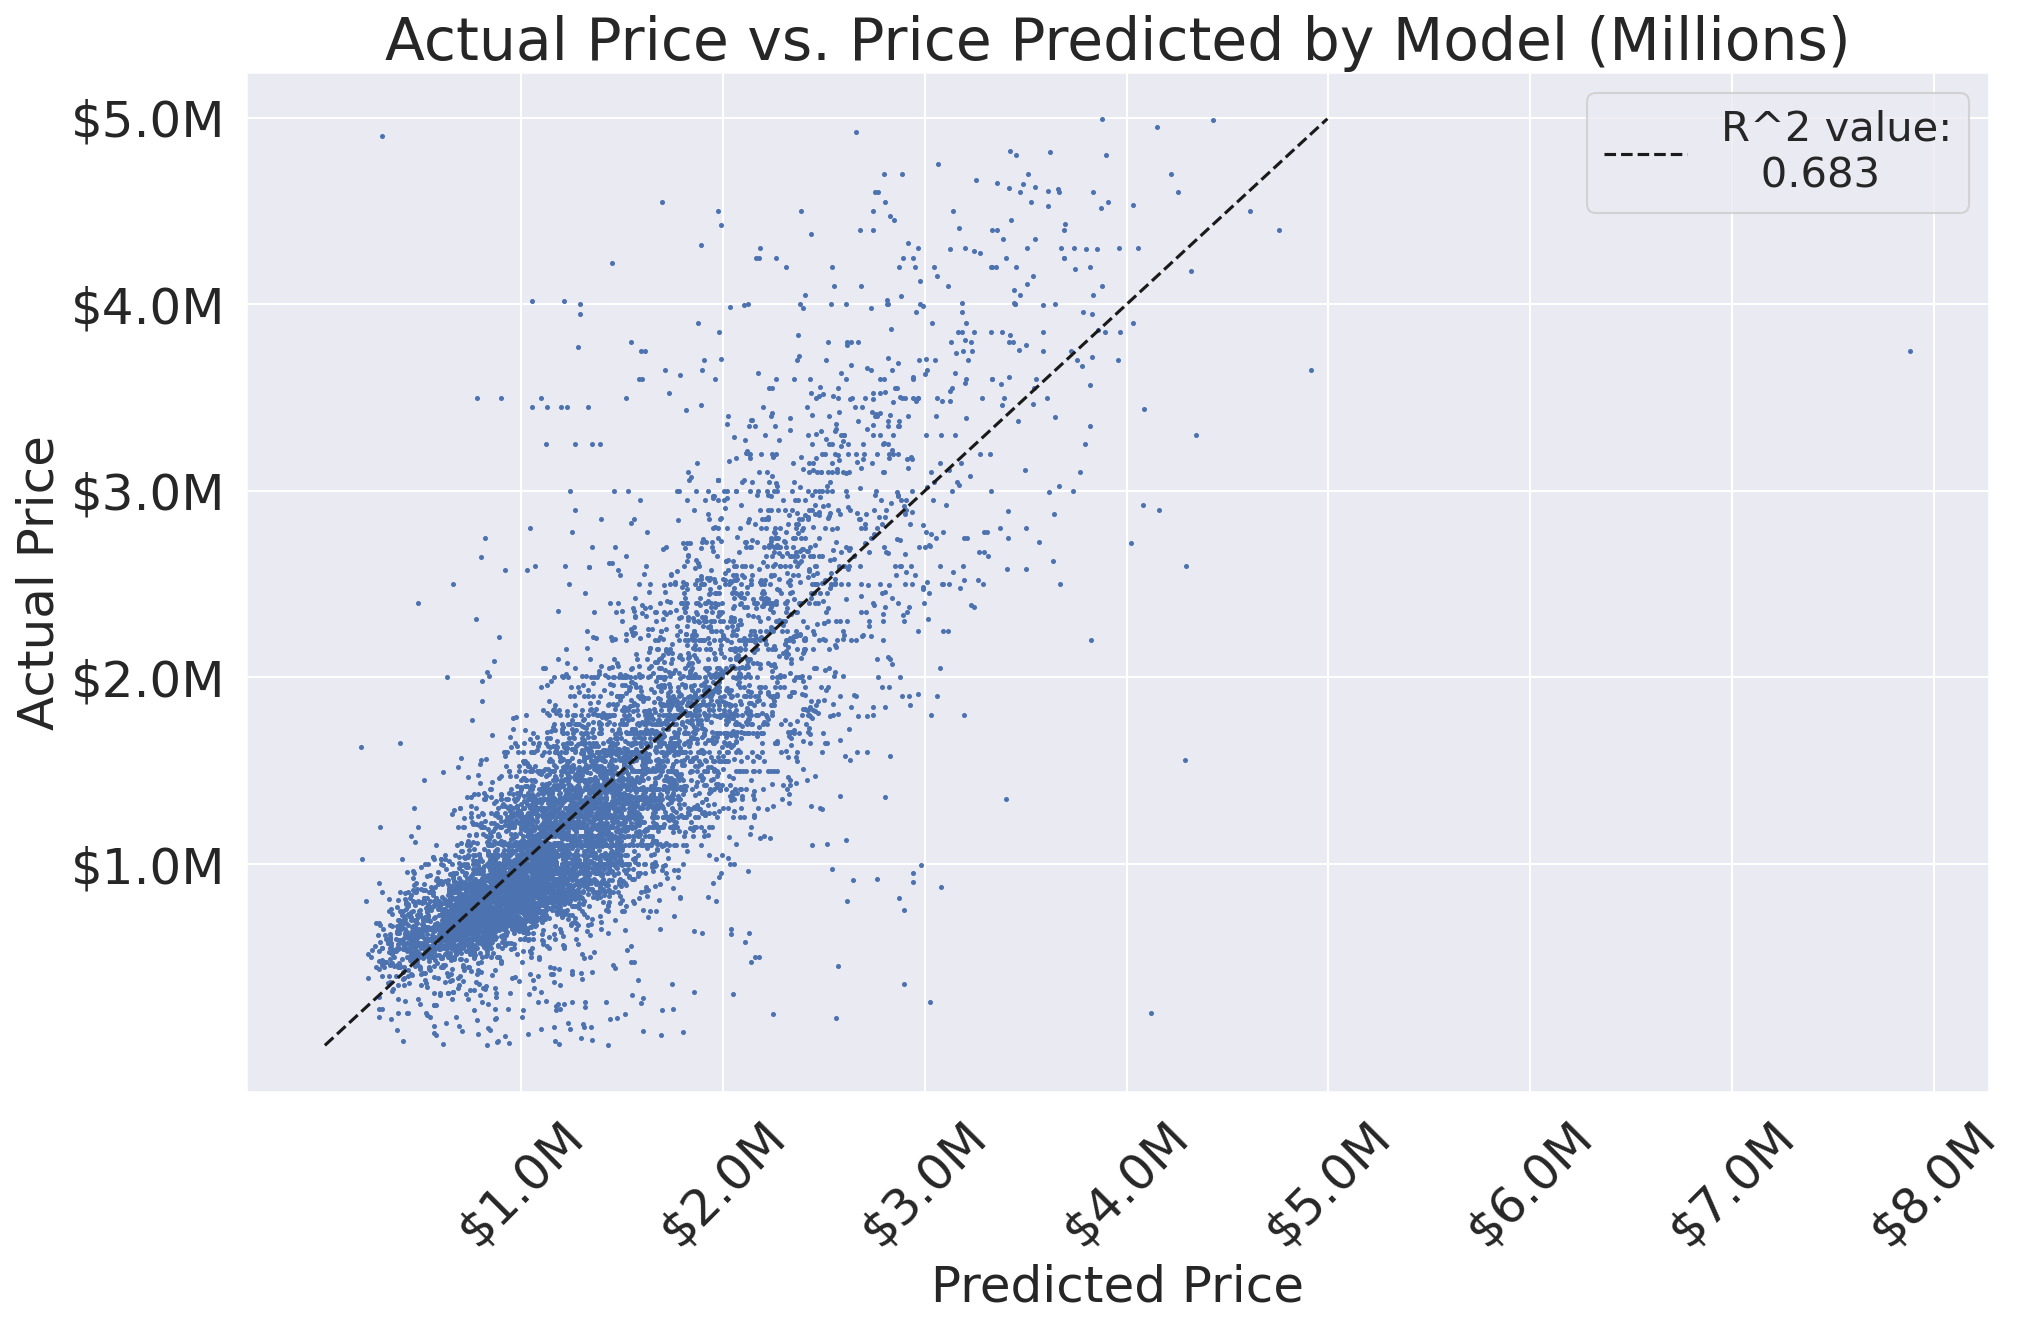 Actual Price vs. Price Predicted by Model (Millions)
R^2 value:
0.683
Actual Price
$5.0M
$4.0M
$3.0M
$2.0M
$1.0M
$1.0M
$2.0M
$3.0M
$4.0M
$5.0M
$6.0M
$7.0M
$8.0M
Predicted Price